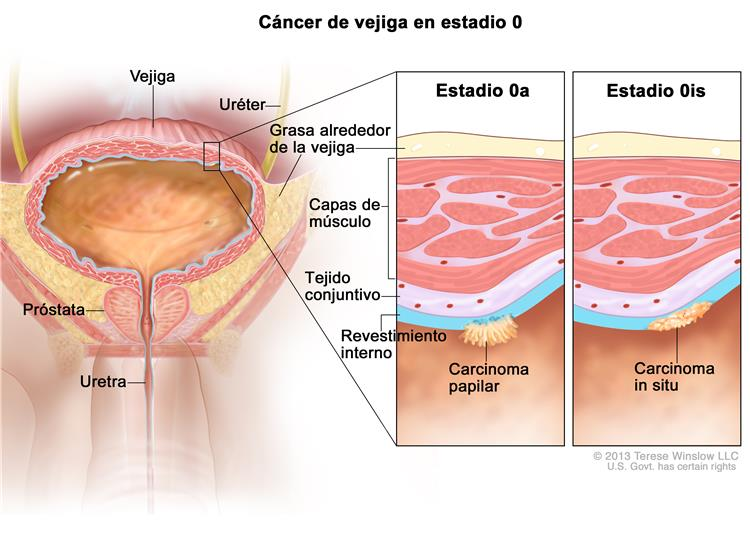 Cáncer de vejiga en estadio 0
Vejiga
Uréter
Grasa alrededor
de la vejiga
Capas de
músculo
Tejido
conjuntivo
Revestimiento
interno
Próstata
Uretra
Estadio 0a
Carcinoma
papilar
Estadio 0is
Carcinoma
in situ
© 2013 Terese Winslow LLC
U.S. Govt. has certain rights